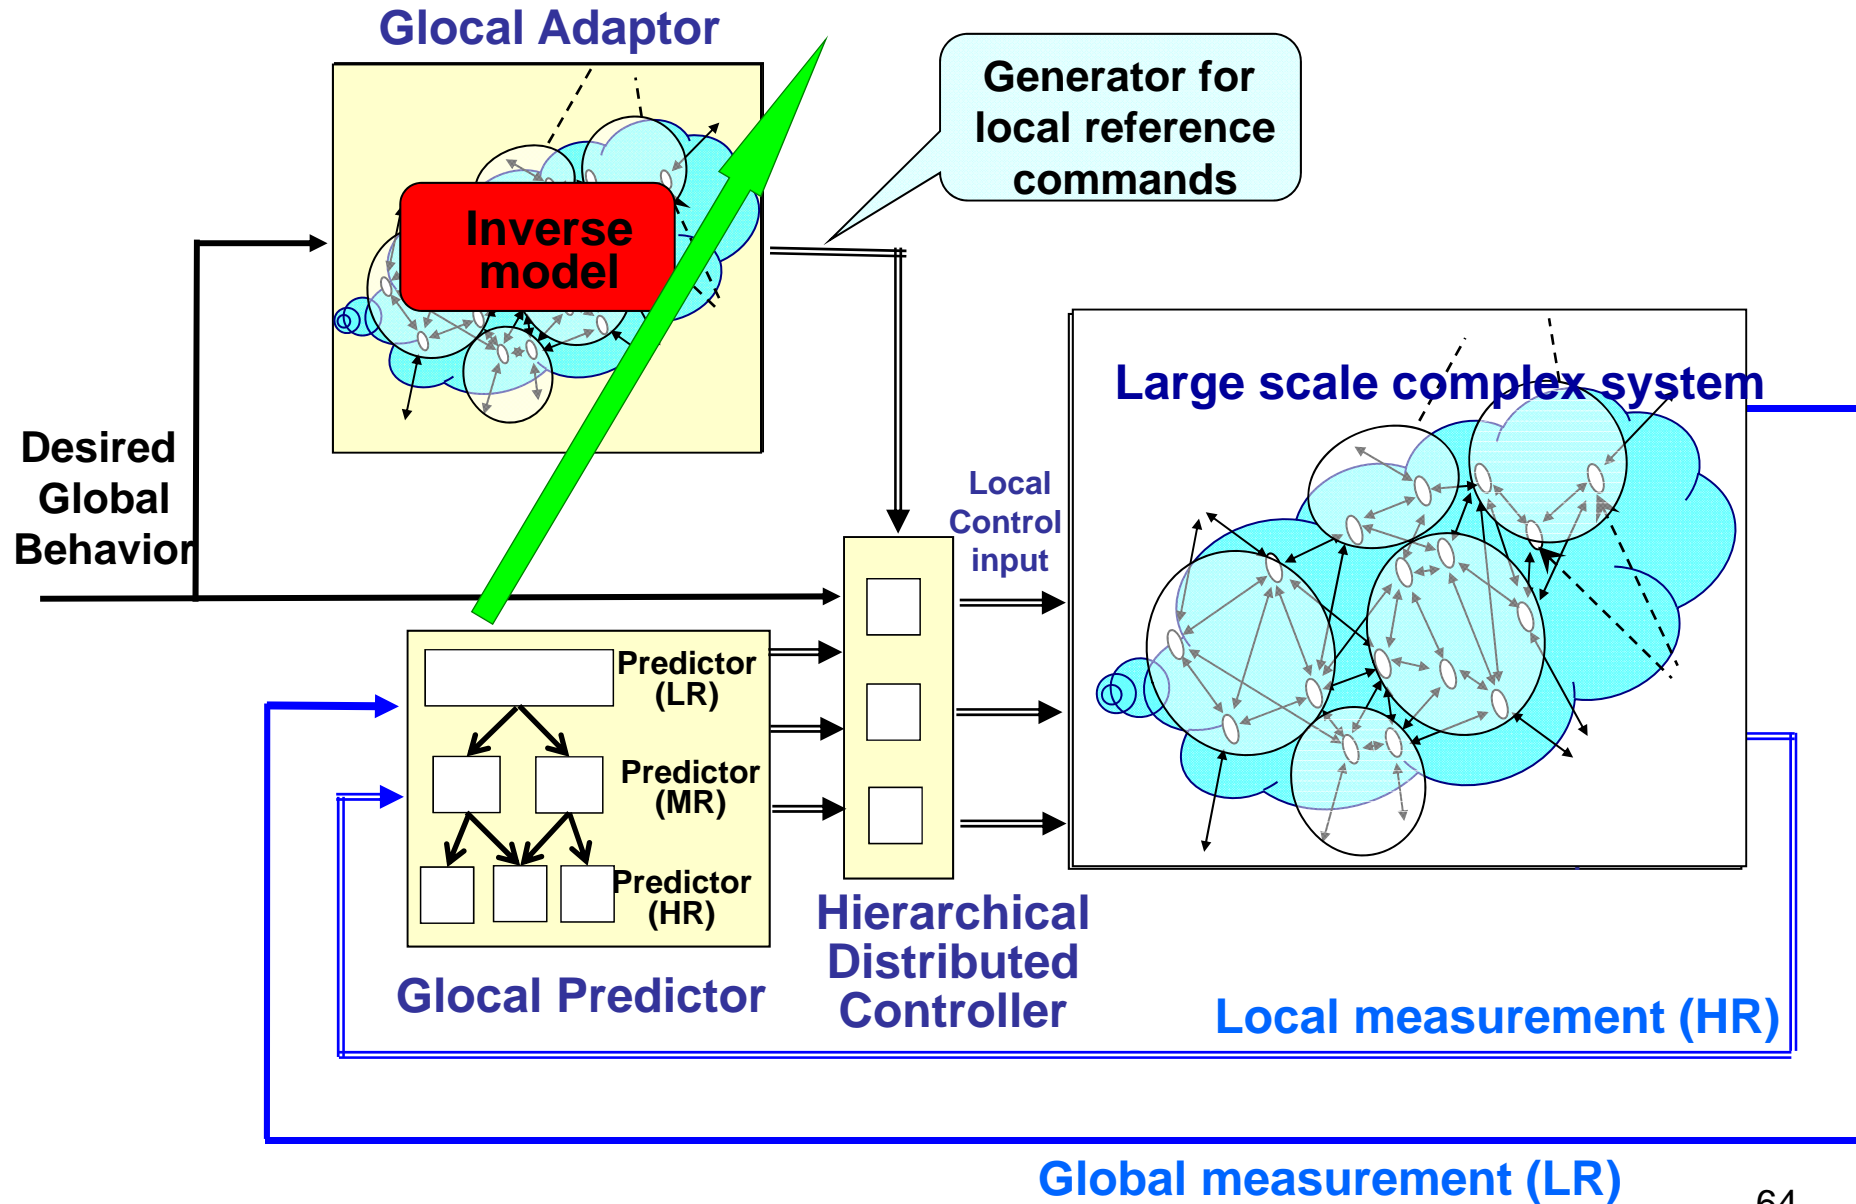 Glocal Adaptor
Generator for
local reference
commands
Inverse
model
Large scale complex system
Desired
Global
Behavior
Local
Control
input
Predictor
(LR)
Predictor
(MR)
Predictor
(HR)
Hierarchical
Distributed
Controller
Glocal Predictor
Local measurement (HR)
Global measurement (LR)
64